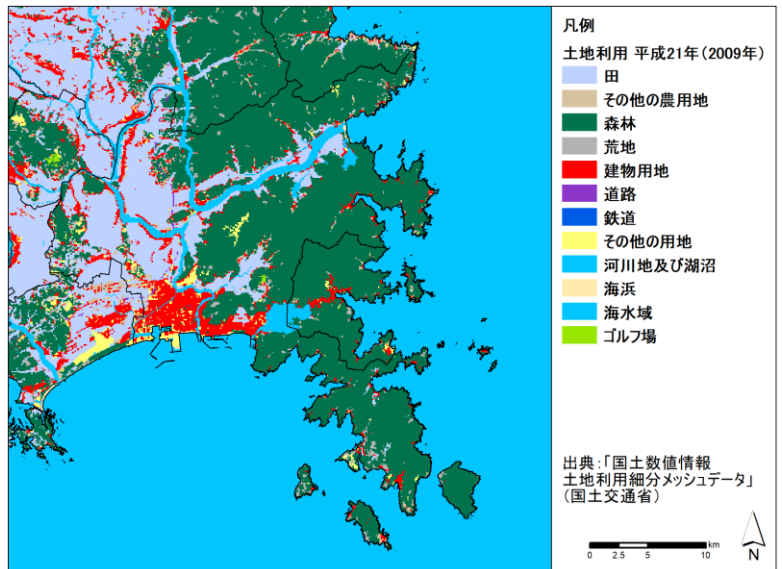 凡例
土地利用 平成21年(2009年)
田
その他の農用地
森林
荒地
建物用地
道路
鉄道
その他の用地
河川地及び湖沼
海浜
海水域
ゴルフ場
出典:「国土数値情報
土地利用細分メッシュデータ」
(国土交通省)
km
0 2.5 5 10
N